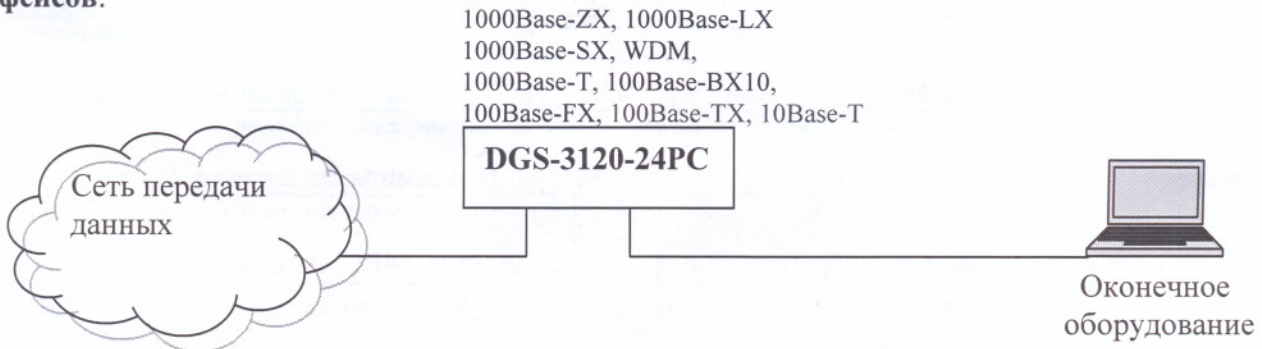 фейсов:
1000Base-ZX, 1000Base-LX
1000Base-SX, WDM,
1000Base-T, 100Base-BX10,
100Base-FX, 100Base-TX, 10Base-T
DGS-3120-24PC
Сеть передачи
данных
Оконечное
оборудование